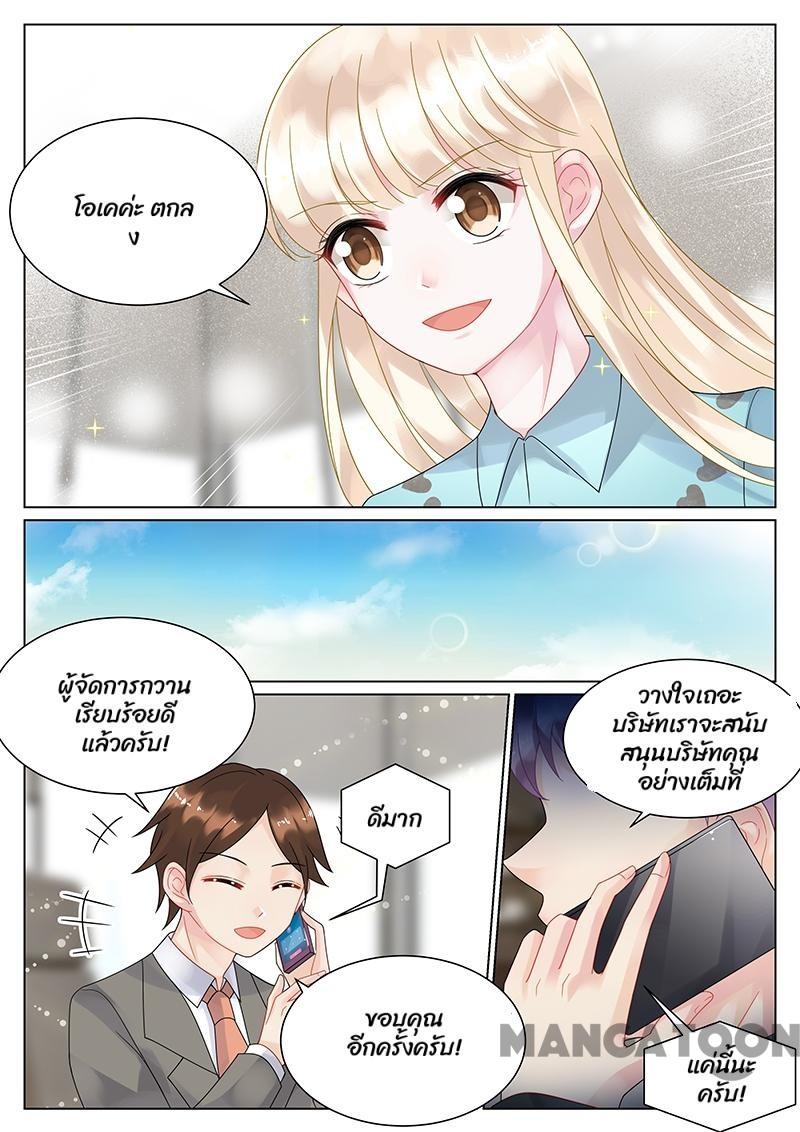 โอเคค่ะ ตกล
ง
ผู้จัดการกวาน
เรียบร้อยดี
แล้วครับ!
ดีมาก
วางใจเถอะ
บริษัทเราจะสนับ
สนุนบริษัทคุณ
อย่างเต็มที่
ขอบคุณ
อีกครั้งครับ!
แค่นี้นะ
ครับ!
MANGATOON